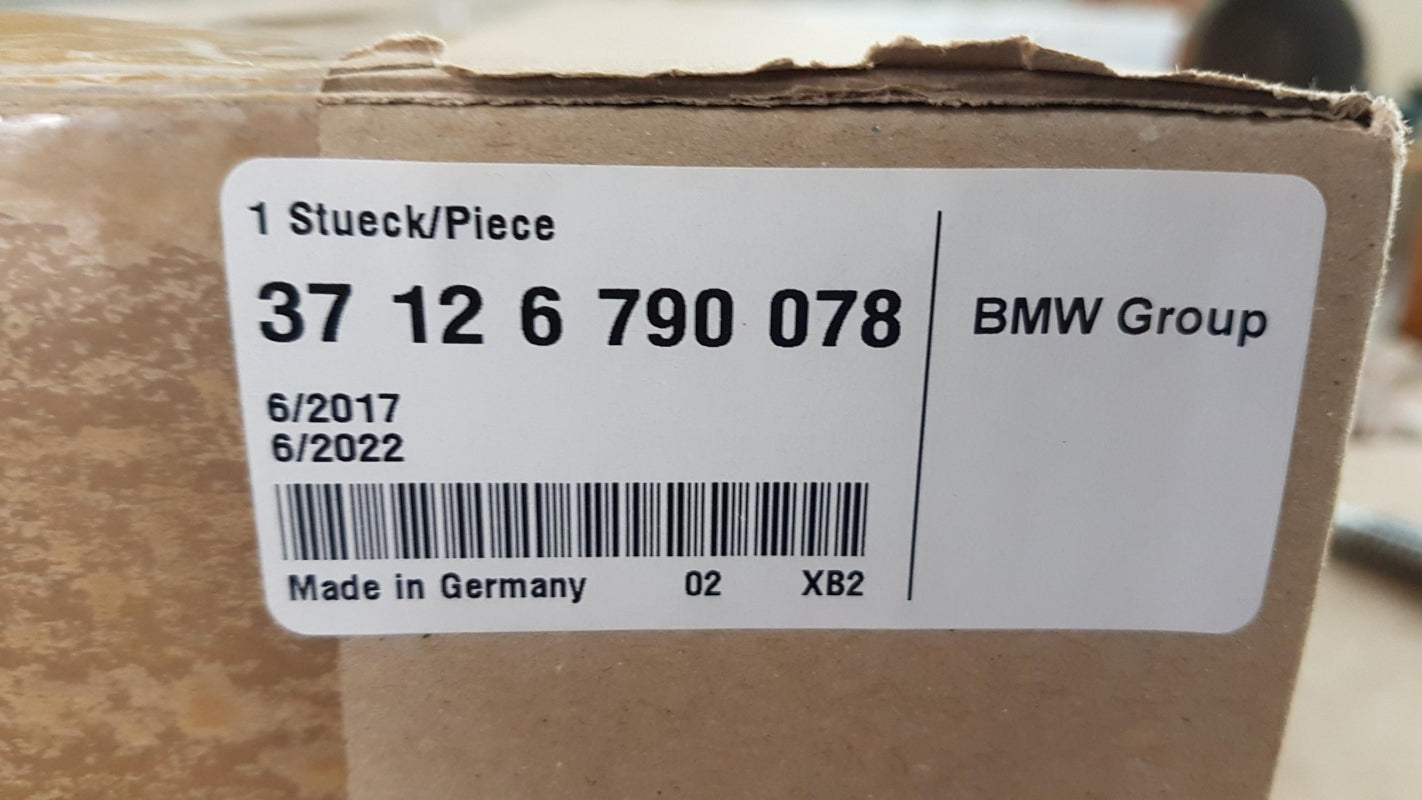 1 Stueck/Piece
37 12 6 790 078
BMW Group
6/2017
6/2022
Made in Germany 02 XB2